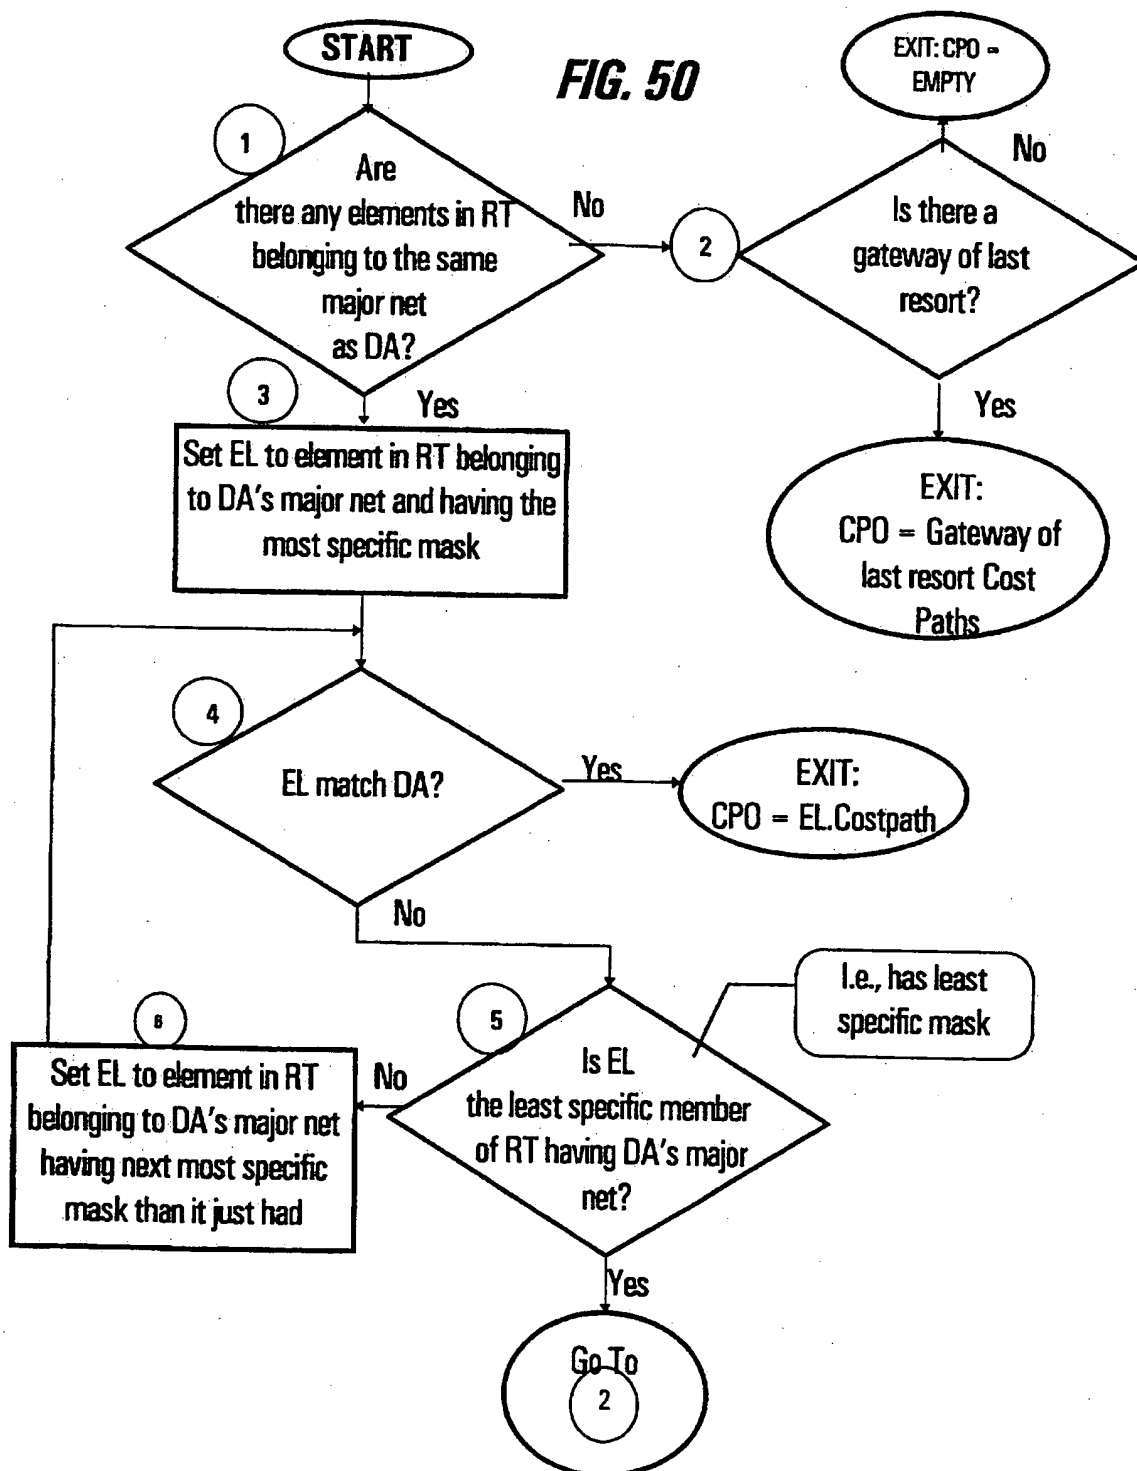 START
FIG. 50
EXIT: CPO =
EMPTY
1
Are
there any elements in RT
belonging to the same
major net
as DA?
No
2
Is there a
gateway of last
resort?
No
Yes
EXIT:
CPO = Gateway of
last resort Cost
Paths
3
Yes
Set EL to element in RT belonging
to DA's major net and having the
most specific mask
4
EL match DA?
Yes
EXIT:
CPO = EL.Costpath
No
I.e., has least
specific mask
5
Is EL
the least specific member
of RT having DA's major
net?
No
6
Set EL to element in RT
belonging to DA's major net
having next most specific
mask than it just had
Yes
Go To
2